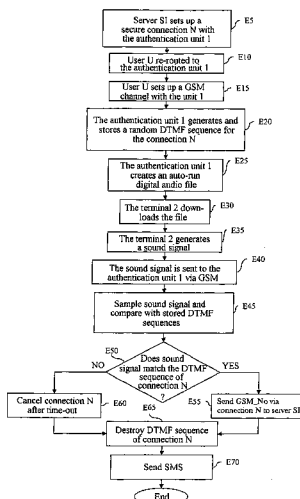 Server SI sets up a
secure connection N with
the authentication unit 1
E5
User U re-routed to
the authentication unit 1
E10
User U sets up a GSM
channel with the unit 1
E15
The authentication unit 1 generates and
stores a random DTMF sequence for
the connection N
E20
The authentication unit 1
creates an auto-run
digital audio file
E25
The terminal 2 down-
loads the file
E30
The terminal 2 generates
a sound signal
E35
The sound signal is sent to the
authentication unit 1 via GSM
E40
Sample sound signal and
compare with stored DTMF
sequences
E45
E50
Does sound
signal match the DTMF
sequence of
connection N
?
NO
YES
Cancel connection N
after time-out
E60
Send GSM_No via
connection N to server SI
E55
E65
Destroy DTMF sequence
of connection N
Send SMS
E70
End